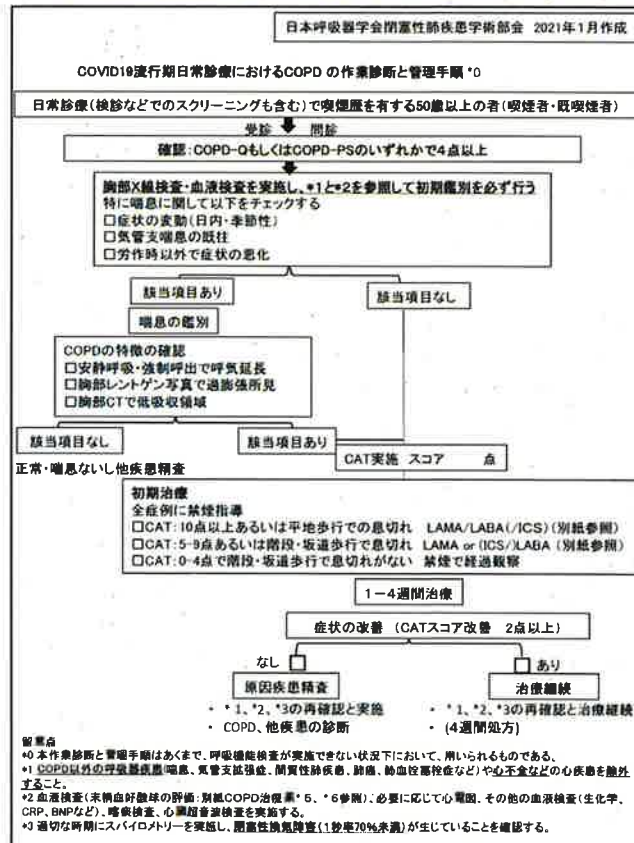 日本呼吸器学会閉塞性肺疾患学術部会 2021年1月作成
COVID19流行期日常診療におけるCOPD の作業診断と管理手順 *0
日常診療(検診などでのスクリーニングも含む)で喫煙歴を有する50歳以上の者(喫煙者・既喫煙者)
受診 問診
確認:COPD-QもしくはCOPD-PSのいずれかで4点以上
胸部X線検査・血液検査を実施し、*1と*2を参照して初期鑑別を必ず行う
特に喘息に関して以下をチェックする
□症状の変動(日内・季節性)
□気管支喘息の既往
□労作時以外で症状の悪化
該当項目あり
該当項目なし
喘息の鑑別
COPDの特徴の確認
□安静呼吸・強制呼出で呼気延長
□胸部レントゲン写真で過膨張所見
□胸部CTで低吸収領域
該当項目なし
該当項目あり
CAT実施 スコア 点
正常・喘息ないし他疾患精査
初期治療
全症例に禁煙指導
□CAT:10点以上あるいは平地歩行での息切れ LAMA/LABA(/ICS)(別紙参照)
□CAT:5-9点あるいは階段・坂道歩行で息切れ LAMA or (ICS/)LABA (別紙参照)
□CAT:0-4点で階段・坂道歩行で息切れがない 禁煙で経過観察
1-4週間治療
症状の改善 (CATスコア改善 2点以上)
なし □
□ あり
原因疾患精査
治療継続
・ *1、*2、*3の再確認と実施
・ COPD、他疾患の診断
・ *1、*2、*3の再確認と治療継続
・ (4週間処方)
留意点
*0 本作業診断と管理手順はあくまで、呼吸機能検査が実施できない状況下において、用いられるものである。
*1 COPD以外の呼吸器疾患(喘息、気管支拡張症、間質性肺疾患、肺癌、肺血栓塞栓症など)や心不全などの心疾患を除外
すること。
*2 血液検査(末梢血好酸球の評価:別紙COPD治療薬*5、*6参照)、必要に応じて心電図、その他の血液検査(生化学、
CRP、BNPなど)、喀痰検査、心臓超音波検査を実施する。
*3 適切な時期にスパイロメトリーを実施し、閉塞性換気障害(1秒率70%未満)が生じていることを確認する。